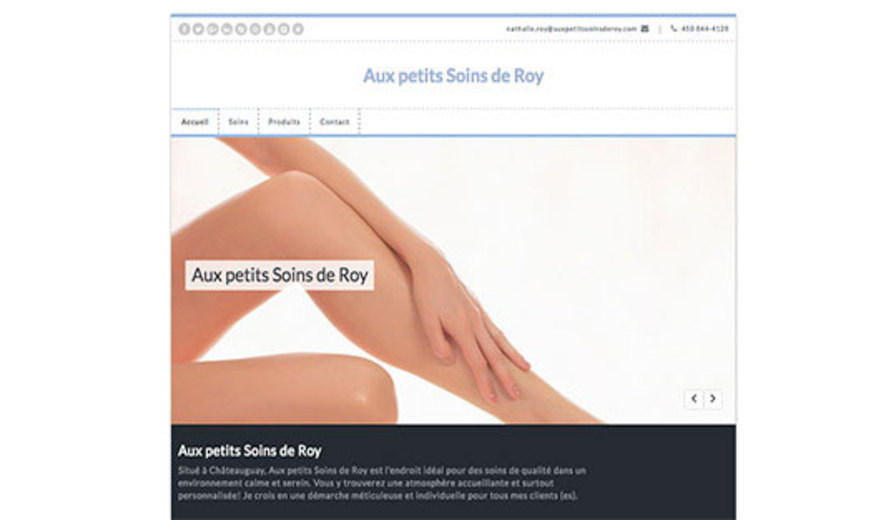 nathalie.roy@auxpetitssoinsderoy.com | 450 844-4128
Aux petits Soins de Roy
Accueil Soins Produits Contact
Aux petits Soins de Roy
Aux petits Soins de Roy
Situé à Châteauguay, Aux petits Soins de Roy est l'endroit idéal pour des soins de qualité dans un
environnement calme et serein. Vous y trouverez une atmosphère accueillante et surtout
personnalisée! Je crois en une démarche méticuleuse et individuelle pour tous mes clients (es).